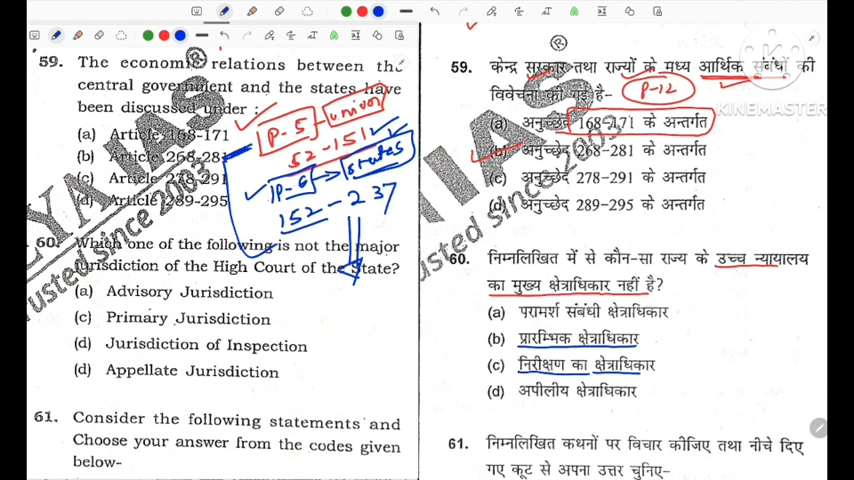 59. The economic relations between the
central government and the states have
been discussed under :
(a) Article 168-171
(b) Article 268-281
(c) Article 278-291
(d) Article 289-295
P-5 union
52-151
P-6 → states
152-237
60. Which one of the following is not the major
Jurisdiction of the High Court of the State?
(a) Advisory Jurisdiction
(c) Primary Jurisdiction
(d) Jurisdiction of Inspection
(d) Appellate Jurisdiction
61. Consider the following statements and
Choose your answer from the codes given
below-
59. केन्द्र सरकार तथा राज्यों के मध्य आर्थिक संबंधों की
विवेचना की गई है-
P-12
(a) अनुच्छेद 168-171 के अन्तर्गत
(b) अनुच्छेद 268-281 के अन्तर्गत
(c) अनुच्छेद 278-291 के अन्तर्गत
(d) अनुच्छेद 289-295 के अन्तर्गत
60. निम्नलिखित में से कौन-सा राज्य के उच्च न्यायालय
का मुख्य क्षेत्राधिकार नहीं है?
(a) परामर्श संबंधी क्षेत्राधिकार
(b) प्रारम्भिक क्षेत्राधिकार
(c) निरीक्षण का क्षेत्राधिकार
(d) अपीलीय क्षेत्राधिकार
61. निम्नलिखित कथनों पर विचार कीजिए तथा नीचे दिए
गए कूट से अपना उत्तर चुनिए-
KINEMASTER
trusted since 2003
trusted since 2003